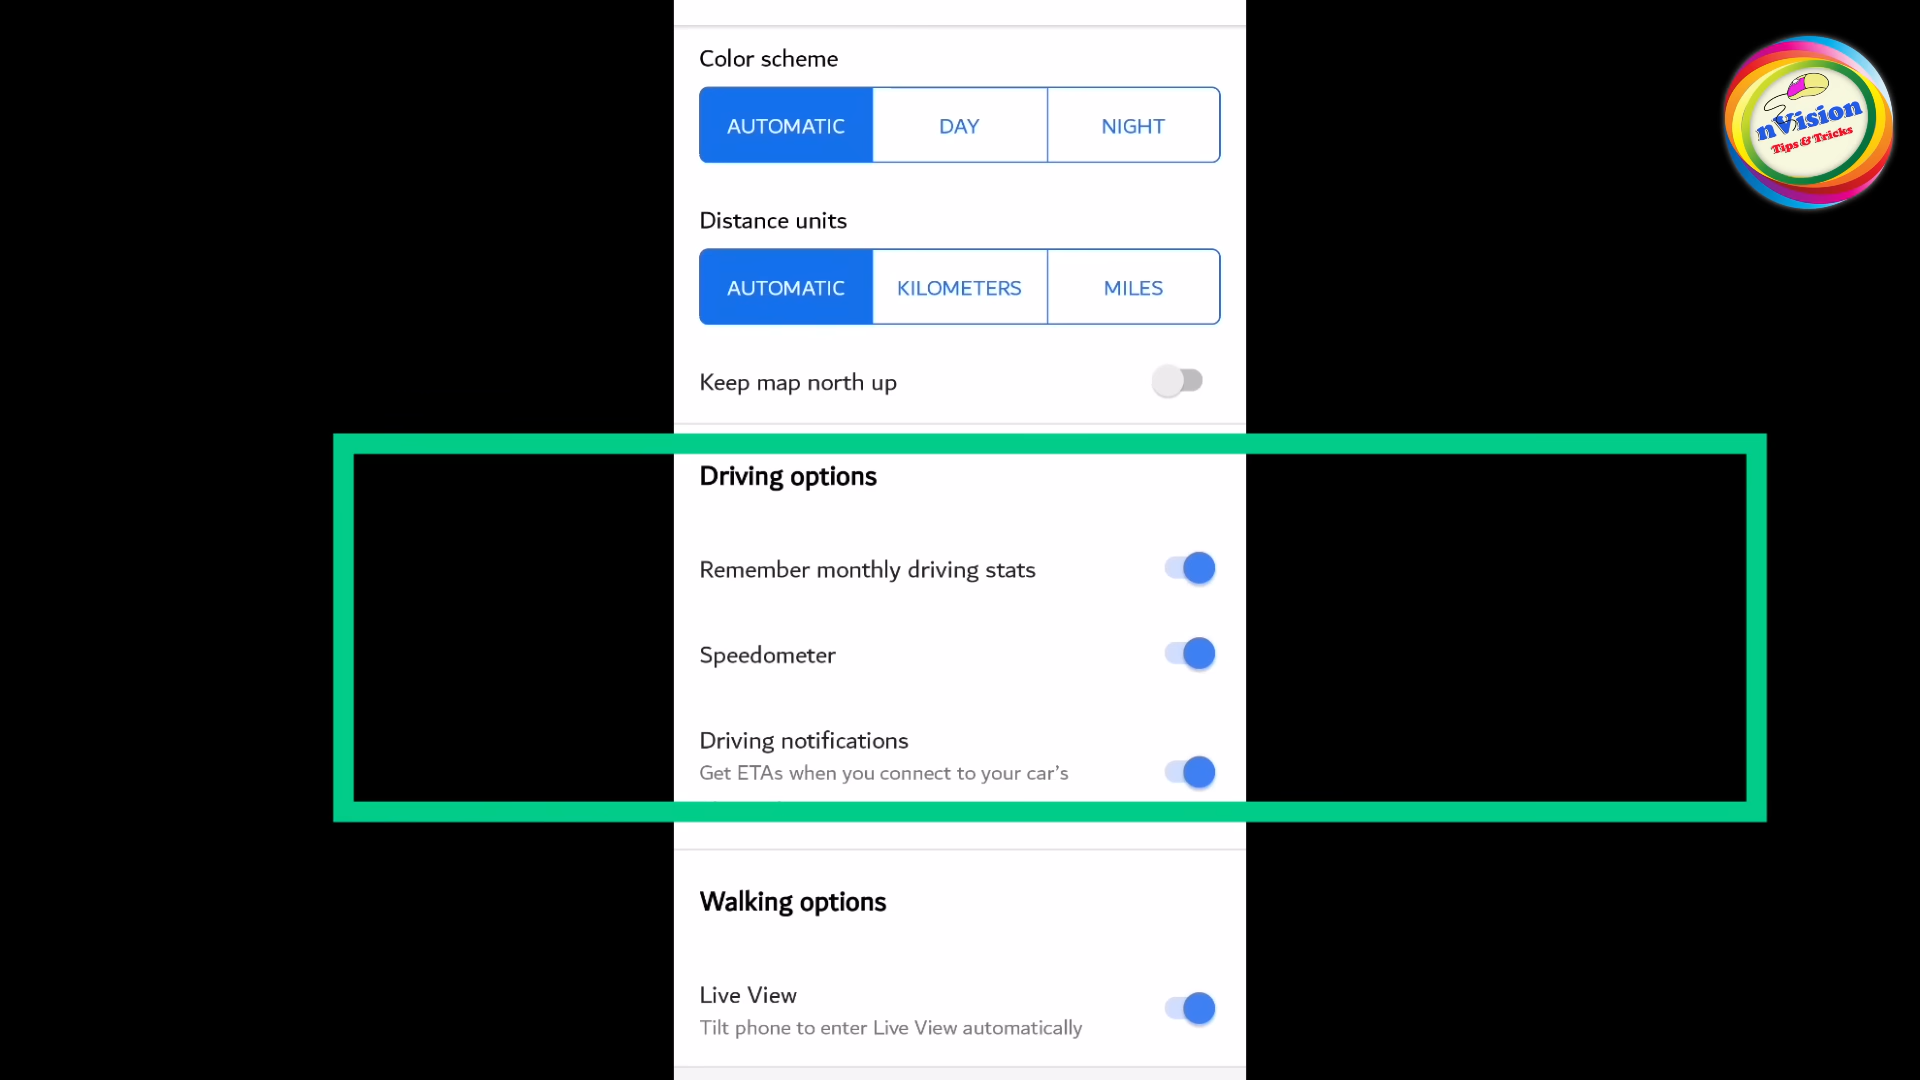 Color scheme
AUTOMATIC DAY NIGHT
Distance units
AUTOMATIC KILOMETERS MILES
Keep map north up
Driving options
Remember monthly driving stats
Speedometer
Driving notifications
Get ETAs when you connect to your car's
Walking options
Live View
Tilt phone to enter Live View automatically
nVision
Tips & Tricks